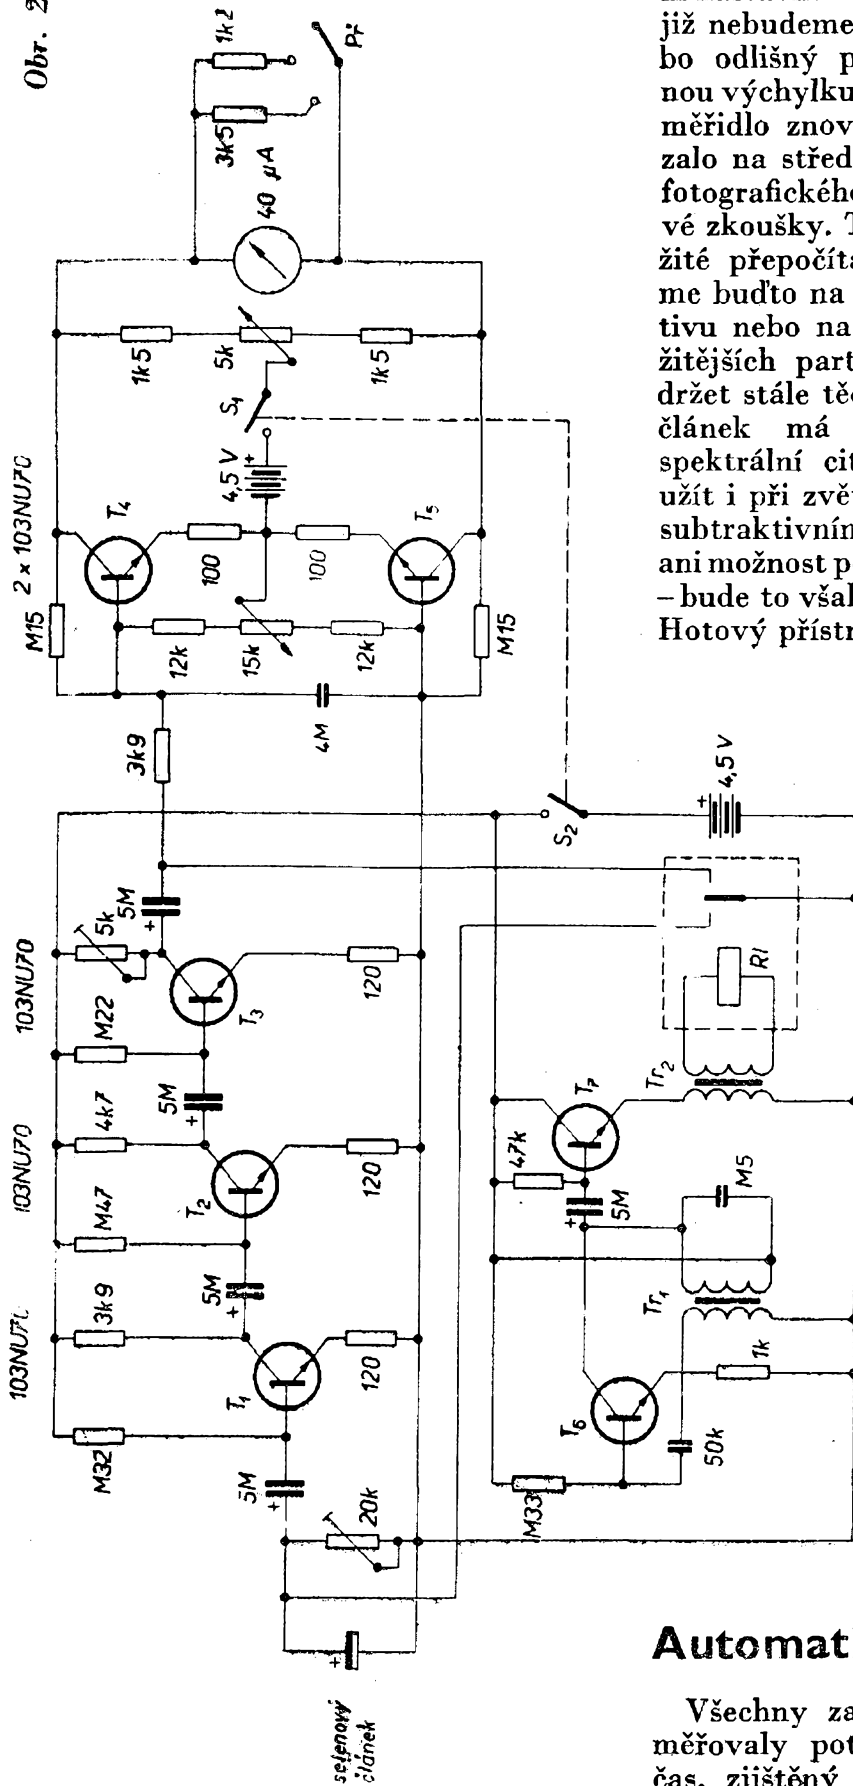 Obr. 2
1k2
3k5
Př
40 μA
1k5
5k
1k5
S1
4,5 V
+
2 x 103NU70
T4
T5
100
100
M15
12k
15k
12k
M15
4M
3k9
S2
+
4,5 V
5M
+
5k
103NU70
M22
T3
120
Rl
5M
+
4k7
103NU70
M47
T2
120
T7
Tr2
47k
5M
+
M5
5M
+
3k9
103NU70
T1
120
Tr1
1k
T6
50k
M32
M33
5M
+
20k
+
selenový
článek
již nebudeme
bo odlišný p
nou výchylku
měřidlo znov
zalo na střed
fotografického
vé zkoušky. T
žité přepočíta
me buďto na
tivu nebo na
žitějších part
držet stále tě
článek má
spektrální cit
užít i při zvě
subtraktivním
ani možnost p
– bude to však
Hotový přístr
Automat
Všechny za
měřovaly pot
čas, zjištěný